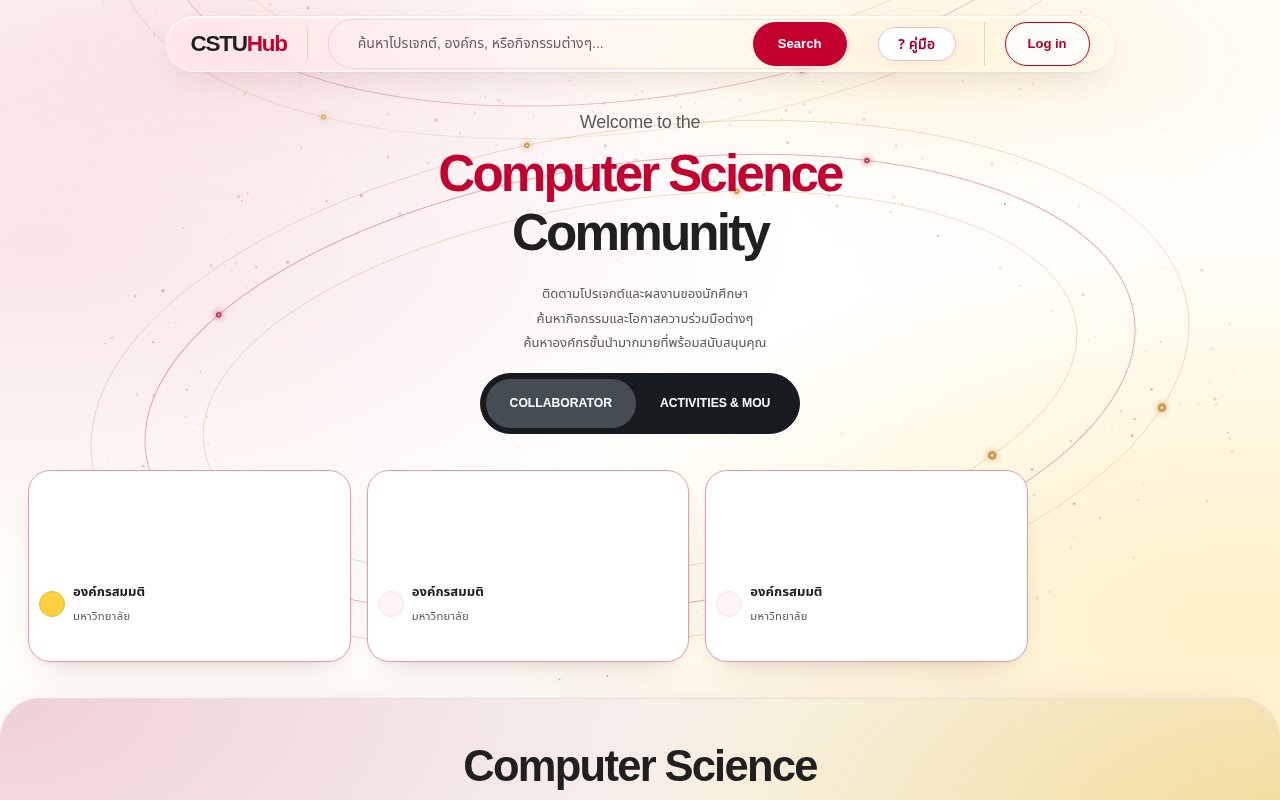 CSTUHub
ค้นหาโปรเจกต์, องค์กร, หรือกิจกรรมต่างๆ...
Search
? คู่มือ
Log in
Welcome to the
Computer Science
Community
ติดตามโปรเจกต์และผลงานของนักศึกษา
ค้นหากิจกรรมและโอกาสความร่วมมือต่างๆ
ค้นหาองค์กรชั้นนำมากมายที่พร้อมสนับสนุนคุณ
COLLABORATOR
ACTIVITIES & MOU
องค์กรสมมติ
มหาวิทยาลัย
องค์กรสมมติ
มหาวิทยาลัย
องค์กรสมมติ
มหาวิทยาลัย
Computer Science